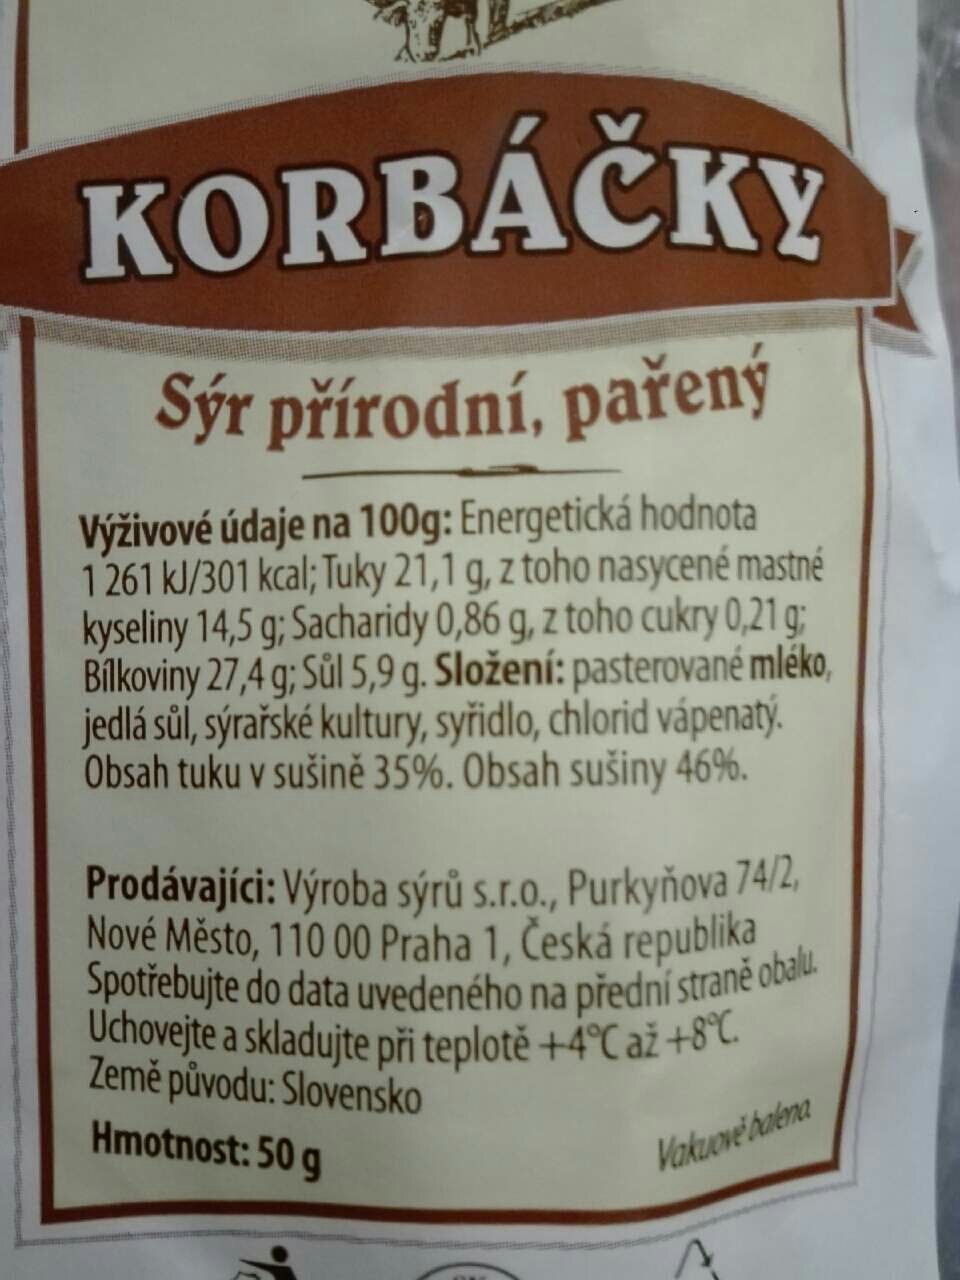 KORBÁČKY
Sýr přírodní, pařený
Výživové údaje na 100g: Energetická hodnota
1 261 kJ/301 kcal; Tuky 21,1 g, z toho nasycené mastné
kyseliny 14,5 g; Sacharidy 0,86 g, z toho cukry 0,21 g;
Bílkoviny 27,4 g; Sůl 5,9 g. Složení: pasterované mléko,
jedlá sůl, sýrařské kultury, syřidlo, chlorid vápenatý.
Obsah tuku v sušině 35%. Obsah sušiny 46%.
Prodávajíci: Výroba sýrů s.r.o., Purkyňova 74/2,
Nové Město, 110 00 Praha 1, Česká republika
Spotřebujte do data uvedeného na přední straně obalu.
Uchovejte a skladujte při teplotě +4°C až +8°C.
Země původu: Slovensko
Hmotnost: 50 g
Vakuově baleno.